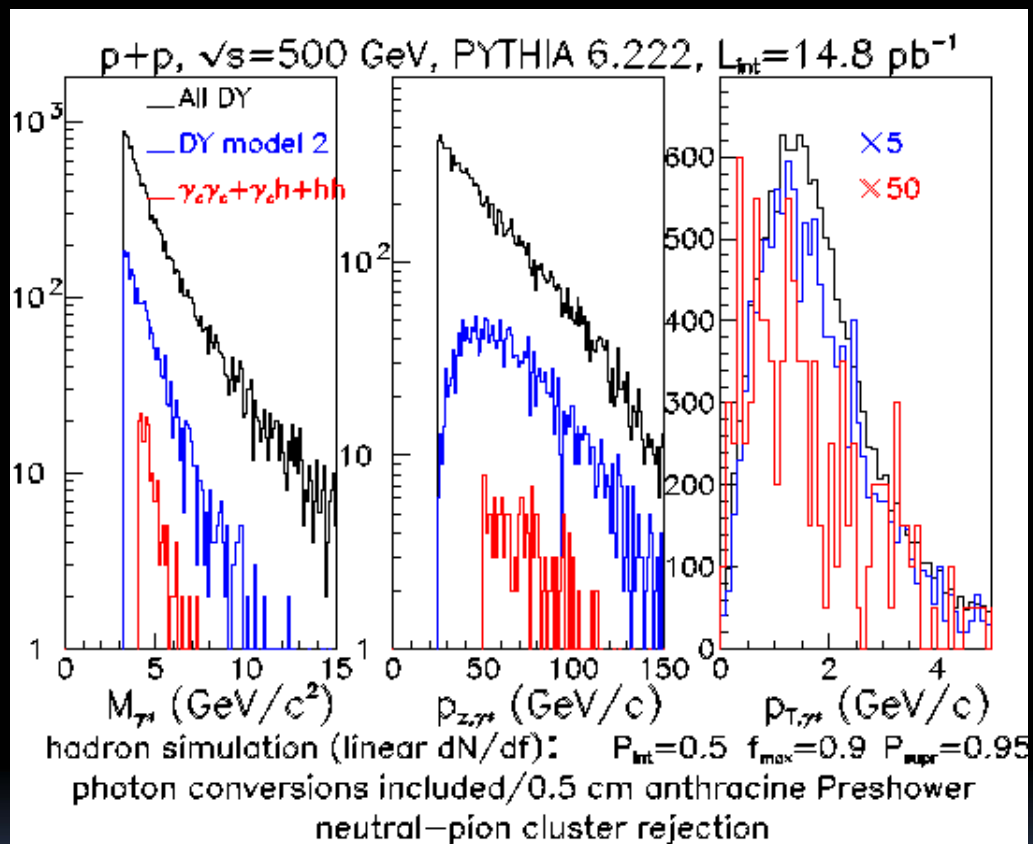 p+p, √s=500 GeV, PYTHIA 6.222, L_int=14.8 pb⁻¹
All DY
DY model 2
γ_cγ_c+γ_ch+hh
×5
×50
10³
10²
10
1
10²
10
1
600
500
400
300
200
100
0
0 5 10 15
0 50 100 150
0 2 4
M_γ* (GeV/c²)
p_z,γ* (GeV/c)
p_T,γ* (GeV/c)
hadron simulation (linear dN/df): P_int=0.5 f_max=0.9 P_supr=0.95
photon conversions included/0.5 cm anthracine Preshower
neutral-pion cluster rejection